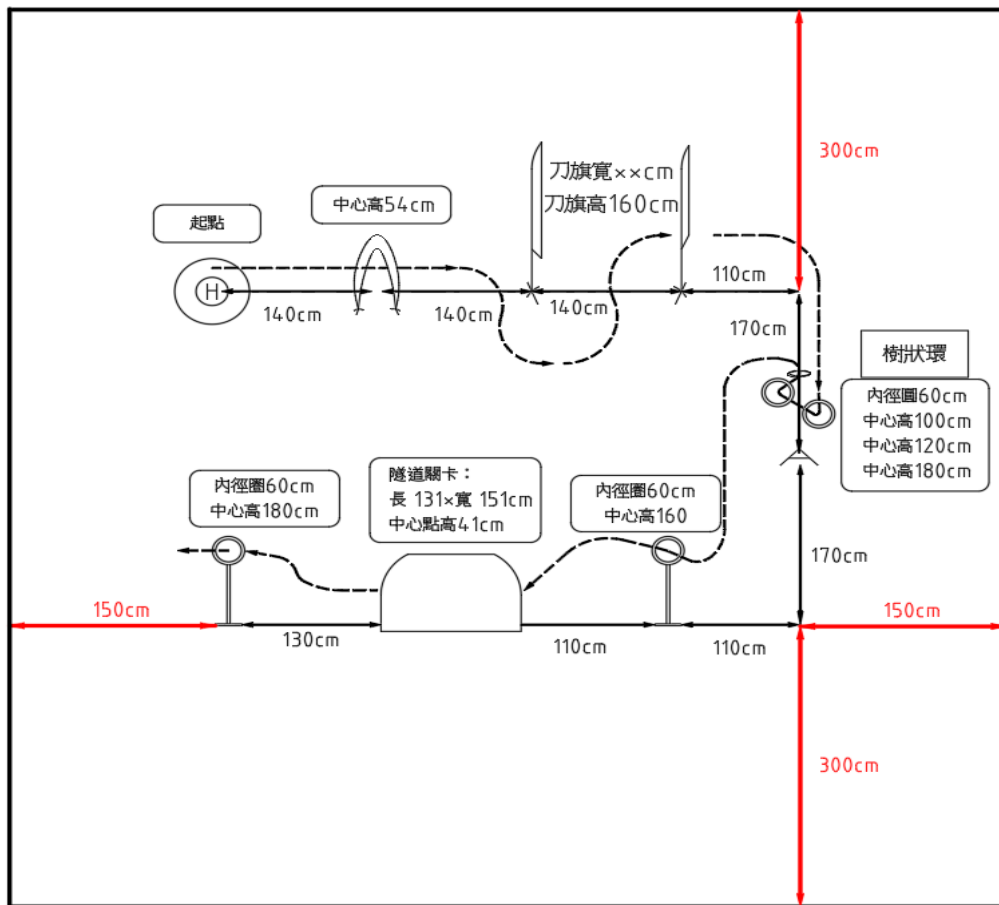 300cm
刀旗寬××cm
刀旗高160cm
中心高54cm
起點
H
140cm
140cm
140cm
110cm
170cm
樹狀環
內徑圓60cm
中心高100cm
中心高120cm
中心高180cm
隧道關卡：
長 131×寬 151cm
中心點高41cm
內徑圈60cm
中心高180cm
內徑圈60cm
中心高160
170cm
150cm
130cm
110cm
110cm
150cm
300cm